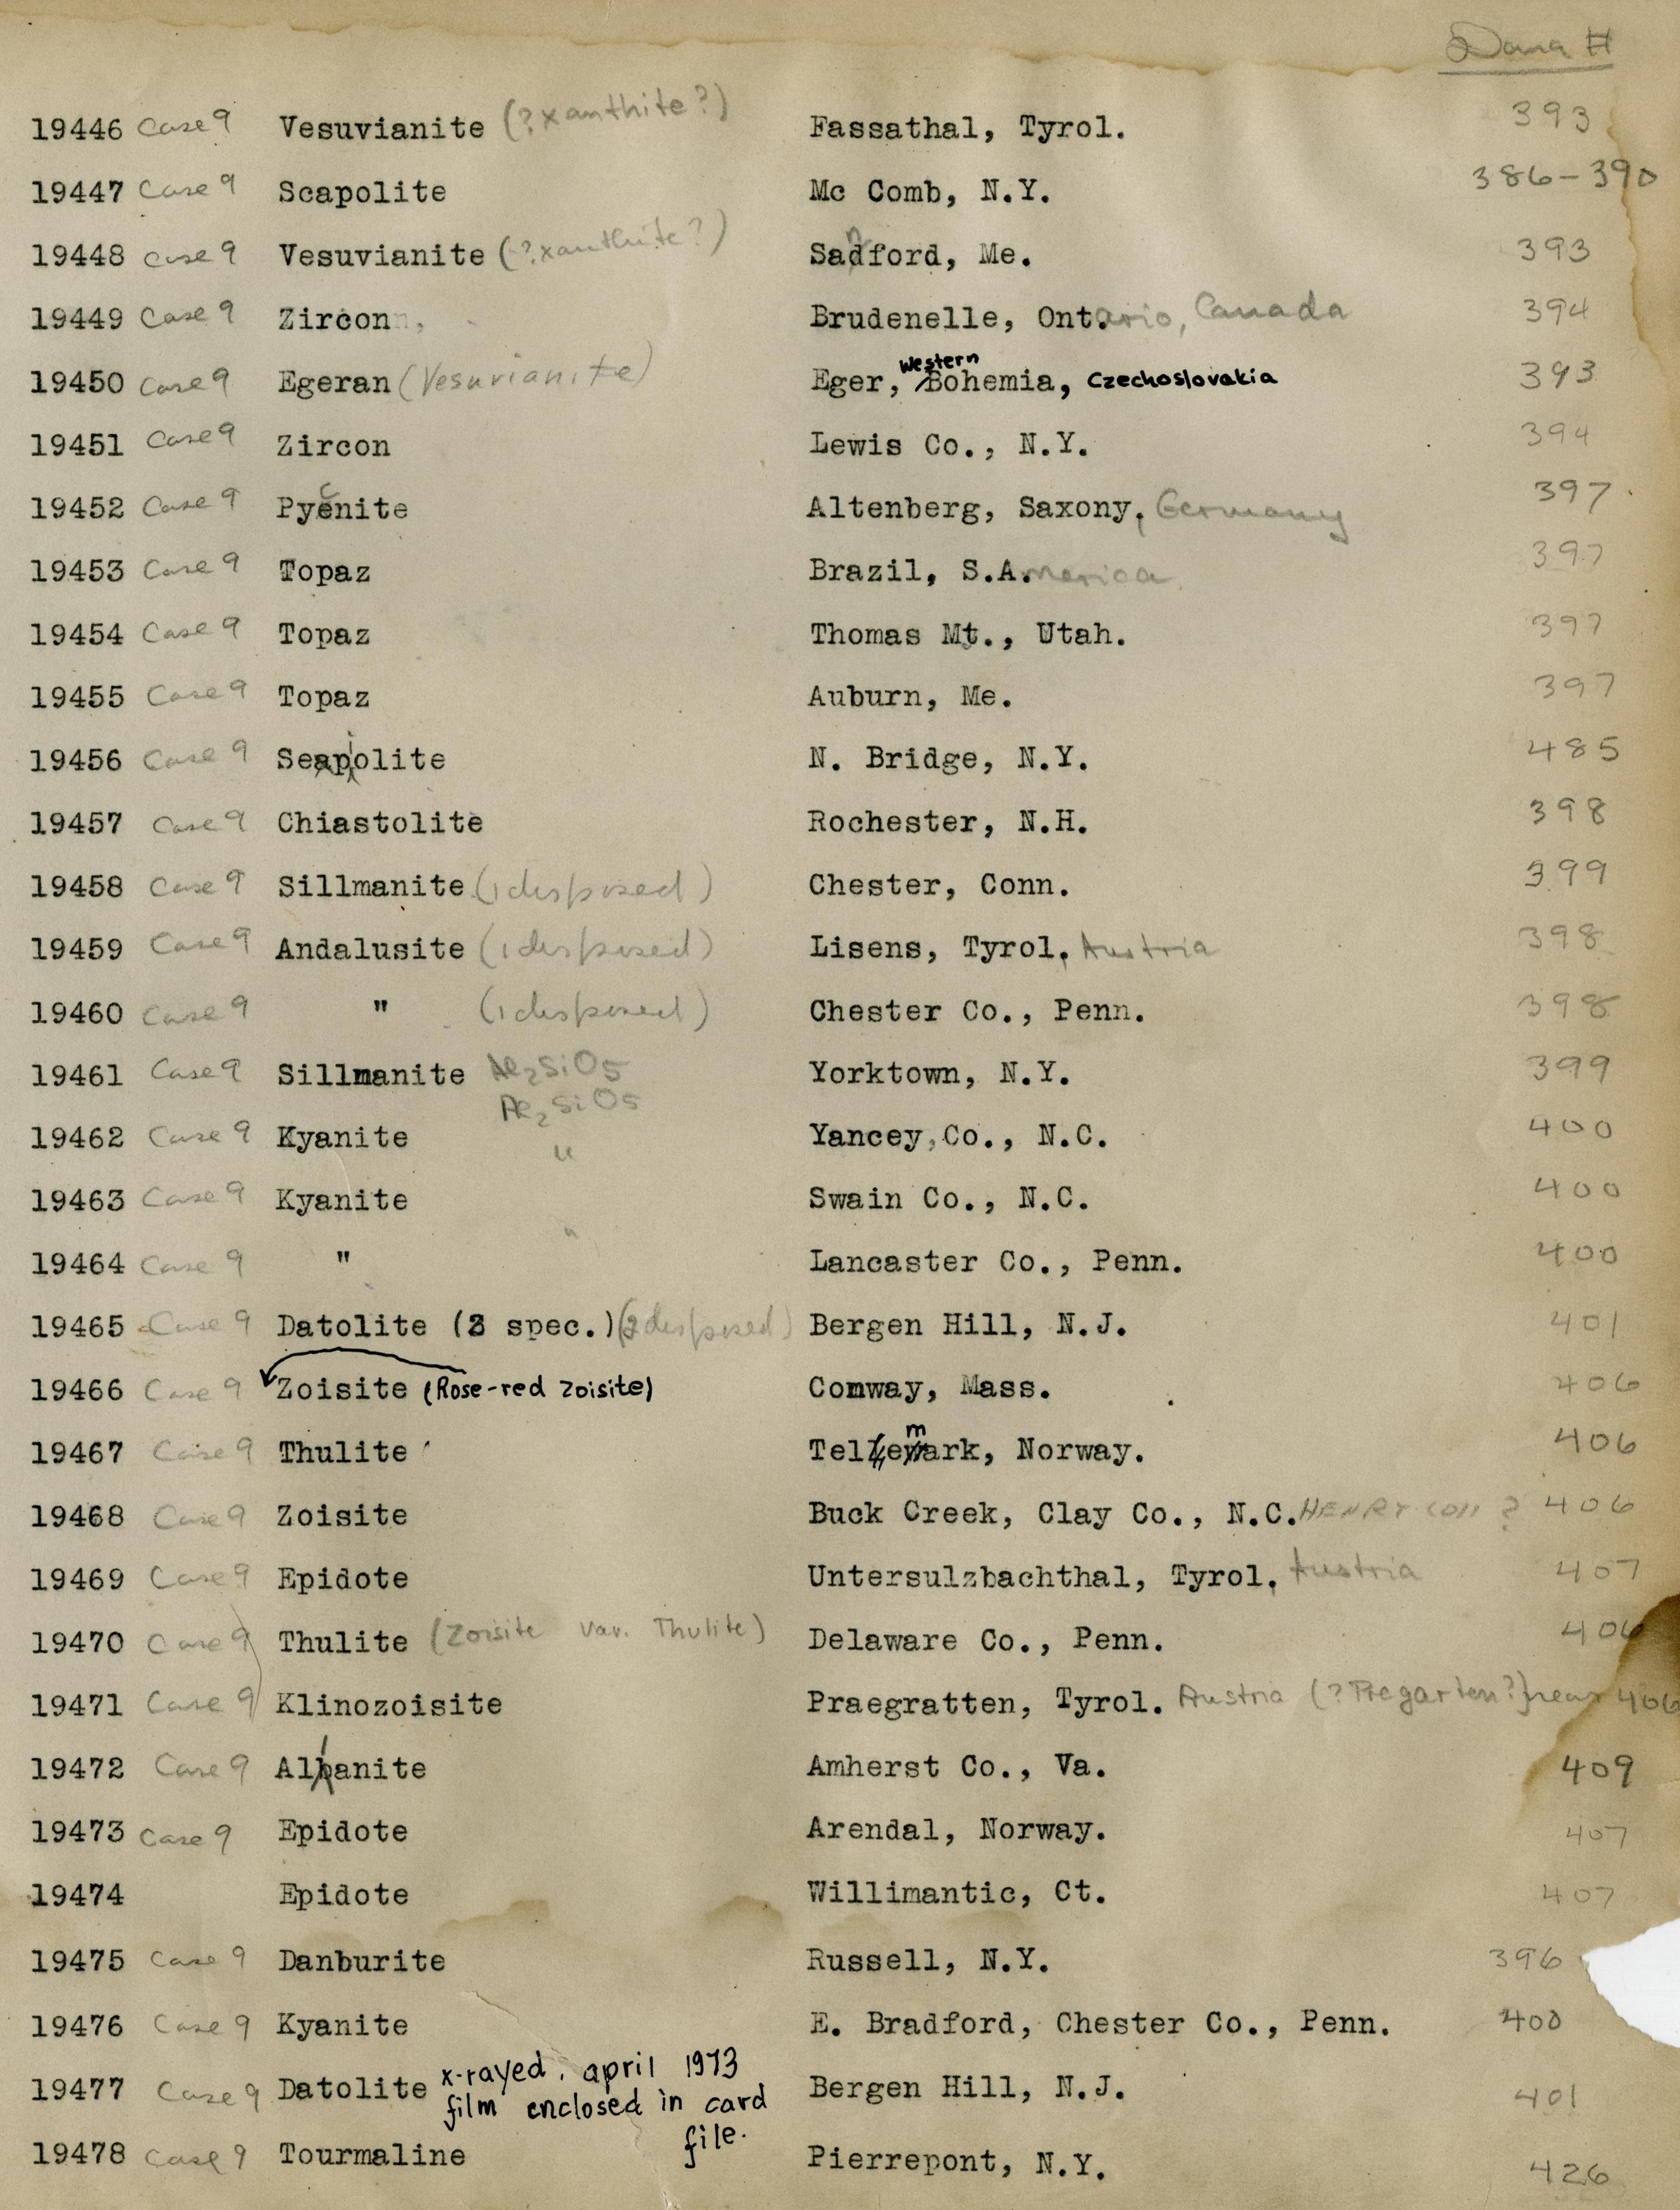 Dana #
19446 Case 9 Vesuvianite (?xanthite?) Fassathal, Tyrol. 393
19447 Case 9 Scapolite Mc Comb, N.Y. 386-390
19448 Case 9 Vesuvianite (?xanthite?) Sanford, Me. 393
19449 Case 9 Zircon, Brudenelle, Ontario, Canada 394
19450 Case 9 Egeran (Vesuvianite) Eger, Western Bohemia, Czechoslovakia 393
19451 Case 9 Zircon Lewis Co., N.Y. 394
19452 Case 9 Pycnite Altenberg, Saxony, Germany 397
19453 Case 9 Topaz Brazil, S.America 397
19454 Case 9 Topaz Thomas Mt., Utah. 397
19455 Case 9 Topaz Auburn, Me. 397
19456 Case 9 Sepiolite N. Bridge, N.Y. 485
19457 Case 9 Chiastolite Rochester, N.H. 398
19458 Case 9 Sillmanite (1 disposed) Chester, Conn. 399
19459 Case 9 Andalusite (1 disposed) Lisens, Tyrol, Austria 398
19460 Case 9 " (1 disposed) Chester Co., Penn. 398
19461 Case 9 Sillmanite Al2SiO5 Yorktown, N.Y. 399
Al2SiO5
19462 Case 9 Kyanite " Yancey,Co., N.C. 400
19463 Case 9 Kyanite " Swain Co., N.C. 400
19464 Case 9 " Lancaster Co., Penn. 400
19465 Case 9 Datolite (3 spec.) (2 disposed) Bergen Hill, N.J. 401
19466 Case 9 Zoisite (Rose-red zoisite) Comway, Mass. 406
19467 Case 9 Thulite Telemark, Norway. 406
19468 Case 9 Zoisite Buck Creek, Clay Co., N.C. HENRY Coll ? 406
19469 Case 9 Epidote Untersulzbachthal, Tyrol, Austria 407
19470 Case 9 Thulite (Zoisite var. Thulite) Delaware Co., Penn. 406
19471 Case 9 Klinozoisite Praegratten, Tyrol. Austria (?Pregarten?) near 406
19472 Case 9 Allanite Amherst Co., Va. 409
19473 Case 9 Epidote Arendal, Norway. 407
19474 Epidote Willimantic, Ct. 407
19475 Case 9 Danburite Russell, N.Y. 396
19476 Case 9 Kyanite E. Bradford, Chester Co., Penn. 400
19477 Case 9 Datolite x-rayed. april 1973 Bergen Hill, N.J. 401
film enclosed in card
file.
19478 Case 9 Tourmaline Pierrepont, N.Y. 426